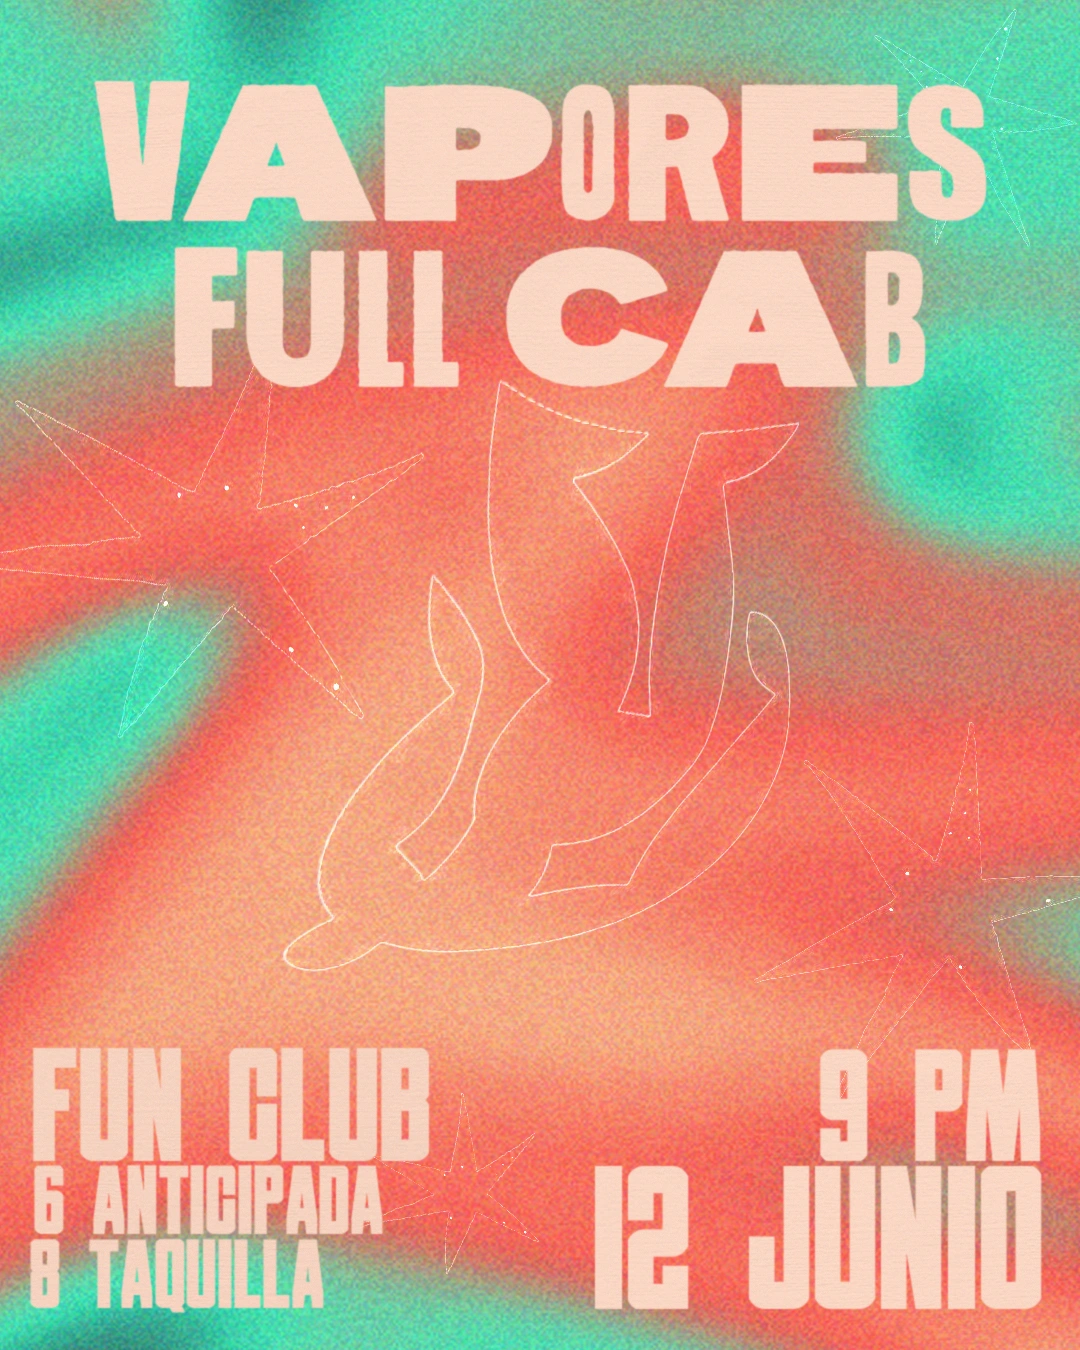 VAPORES
FULL CAB
FUN CLUB
6 ANTICIPADA
8 TAQUILLA
9 PM
12 JUNIO